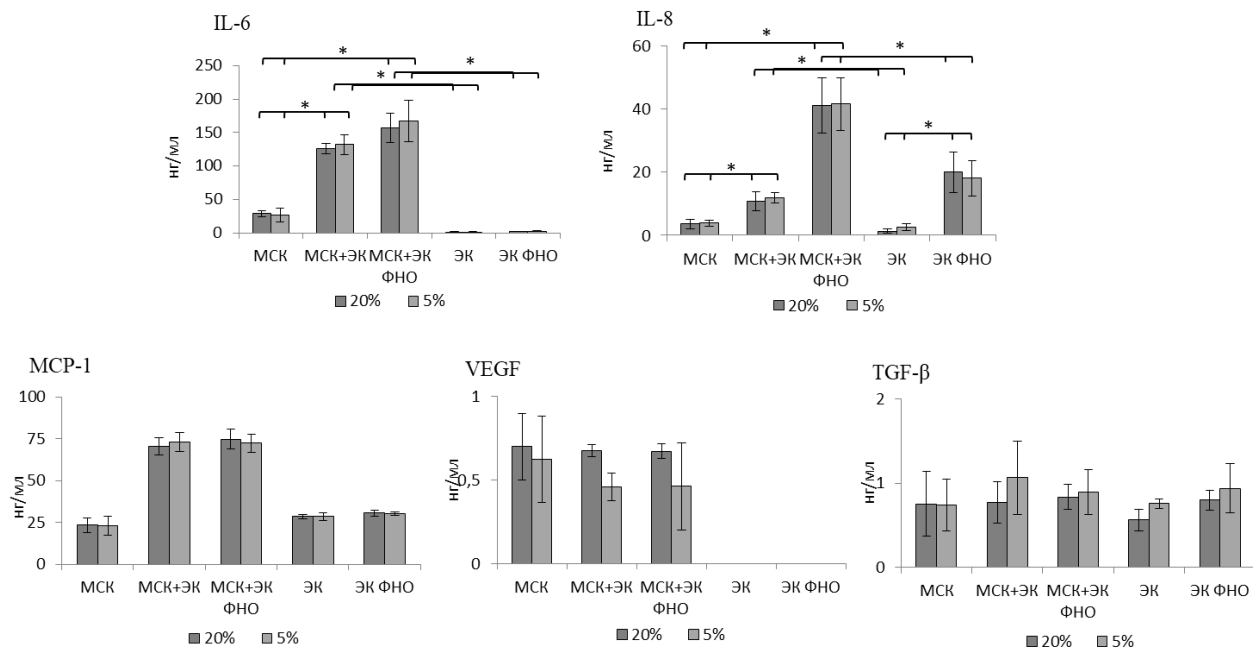 IL-6
*
*
*
*
250
200
150
100
50
0
нг/мл
МСК МСК+ЭК МСК+ЭК ЭК ЭК ФНО
ФНО
20% 5%
IL-8
*
*
*
*
*
60
40
20
0
нг/мл
МСК МСК+ЭК МСК+ЭК ЭК ЭК ФНО
ФНО
20% 5%
MCP-1
100
75
50
25
0
нг/мл
МСК МСК+ЭК МСК+ЭК ЭК ЭК ФНО
ФНО
20% 5%
VEGF
1
0,5
0
нг/мл
МСК МСК+ЭК МСК+ЭК ЭК ЭК ФНО
ФНО
20% 5%
TGF-β
2
1
0
нг/мл
МСК МСК+ЭК МСК+ЭК ЭК ЭК ФНО
ФНО
20% 5%